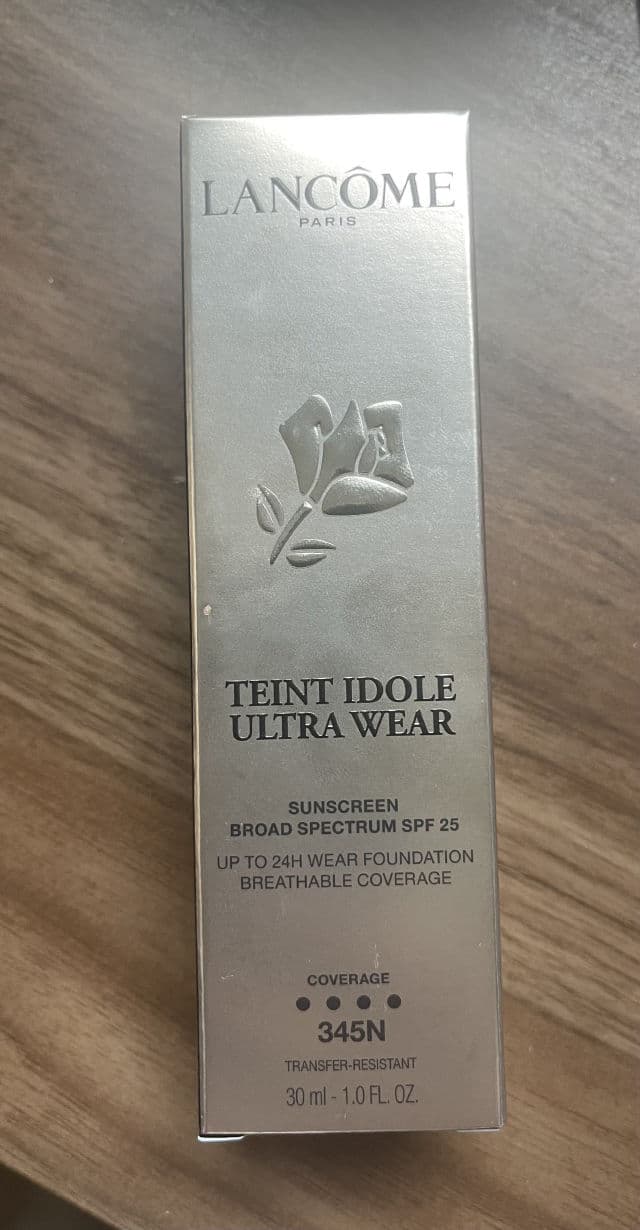 LANCÔME
PARIS
TEINT IDOLE
ULTRA WEAR
SUNSCREEN
BROAD SPECTRUM SPF 25
UP TO 24H WEAR FOUNDATION
BREATHABLE COVERAGE
COVERAGE
345N
TRANSFER-RESISTANT
30 ml - 1.0 FL. OZ.